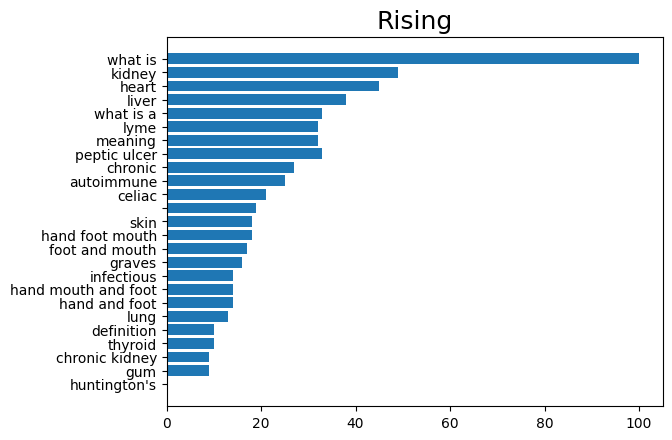 Rising
what is
kidney
heart
liver
what is a
lyme
meaning
peptic ulcer
chronic
autoimmune
celiac
skin
hand foot mouth
foot and mouth
graves
infectious
hand mouth and foot
hand and foot
lung
definition
thyroid
chronic kidney
gum
huntington's
0 20 40 60 80 100